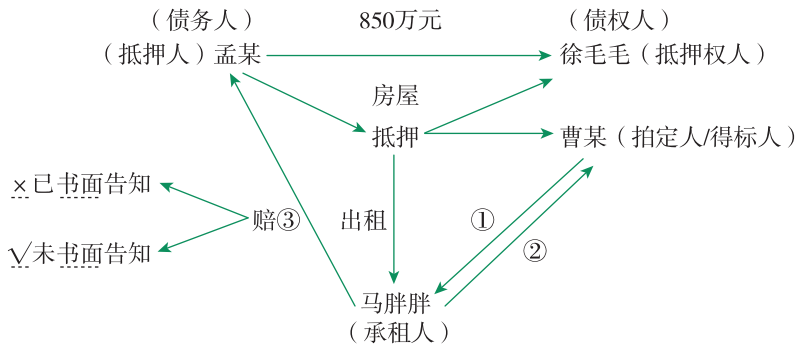 （债务人） 850万元 （债权人）
（抵押人）孟某 徐毛毛（抵押权人）
房屋
抵押 曹某（拍定人/得标人）
×已书面告知
赔③ 出租 ① ②
√未书面告知
马胖胖
（承租人）